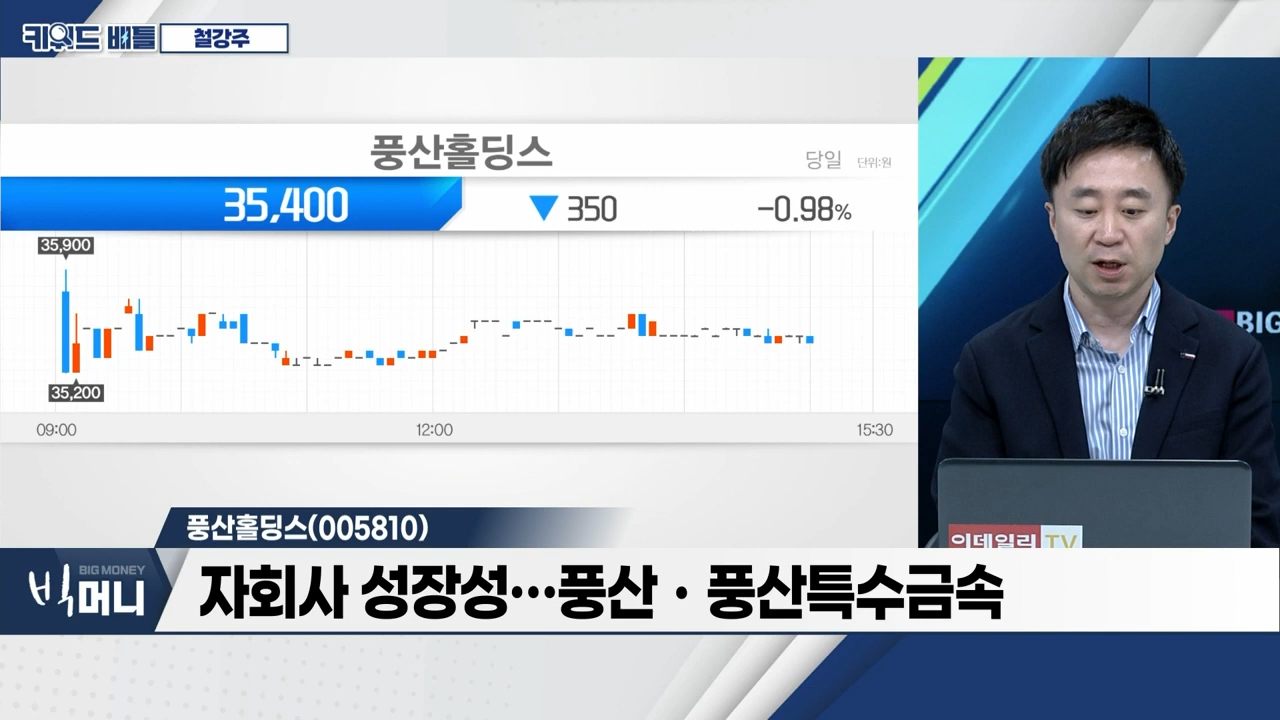 키워드 배틀 철강주
풍산홀딩스
당일 단위:원
35,400 ▼350 -0.98%
35,900
35,200
09:00 12:00 15:30
BIG
이데일리 TV
풍산홀딩스(005810)
BIG MONEY
빅머니
자회사 성장성…풍산·풍산특수금속